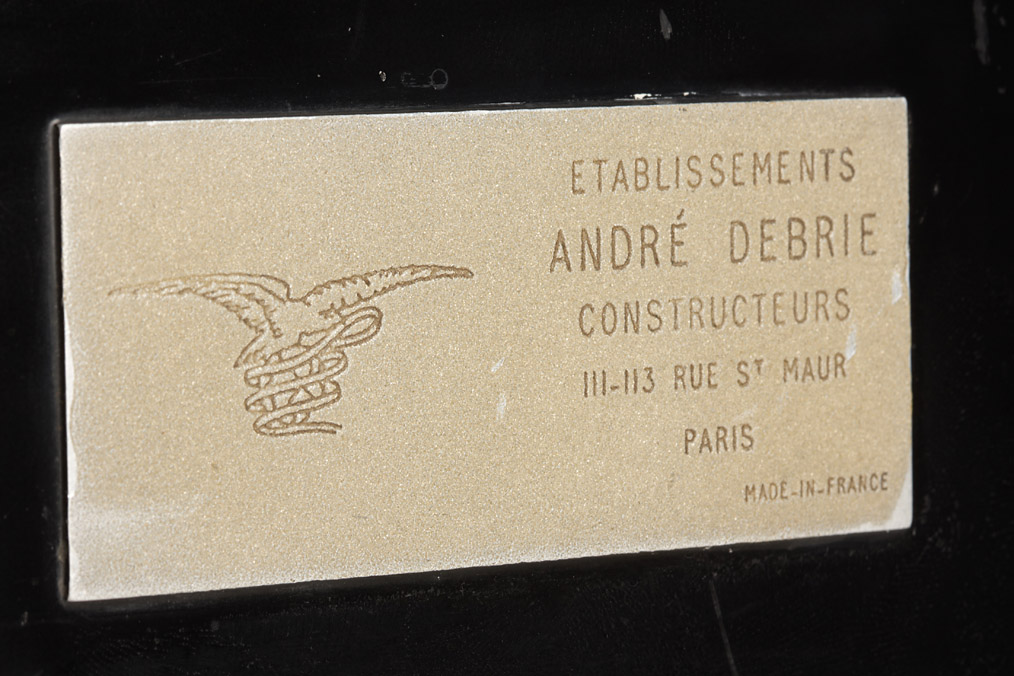 ETABLISSEMENTS
ANDRÉ DEBRIE
CONSTRUCTEURS
111-113 RUE ST MAUR
PARIS
MADE-IN-FRANCE